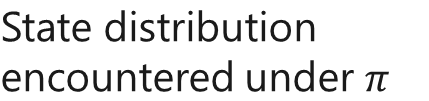 State distribution
encountered under π